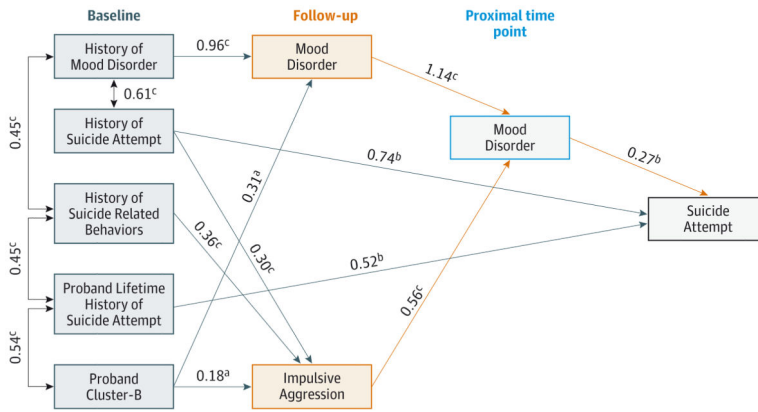 Baseline
Follow-up
Proximal time
point
History of
Mood Disorder
0.96c
Mood
Disorder
1.14c
0.61c
History of
Suicide Attempt
Mood
Disorder
0.27b
0.45c
0.74b
0.31a
History of
Suicide Related
Behaviors
Suicide
Attempt
0.36c
0.30c
0.45c
0.52b
Proband Lifetime
History of
Suicide Attempt
0.56c
0.54c
Proband
Cluster-B
0.18a
Impulsive
Aggression